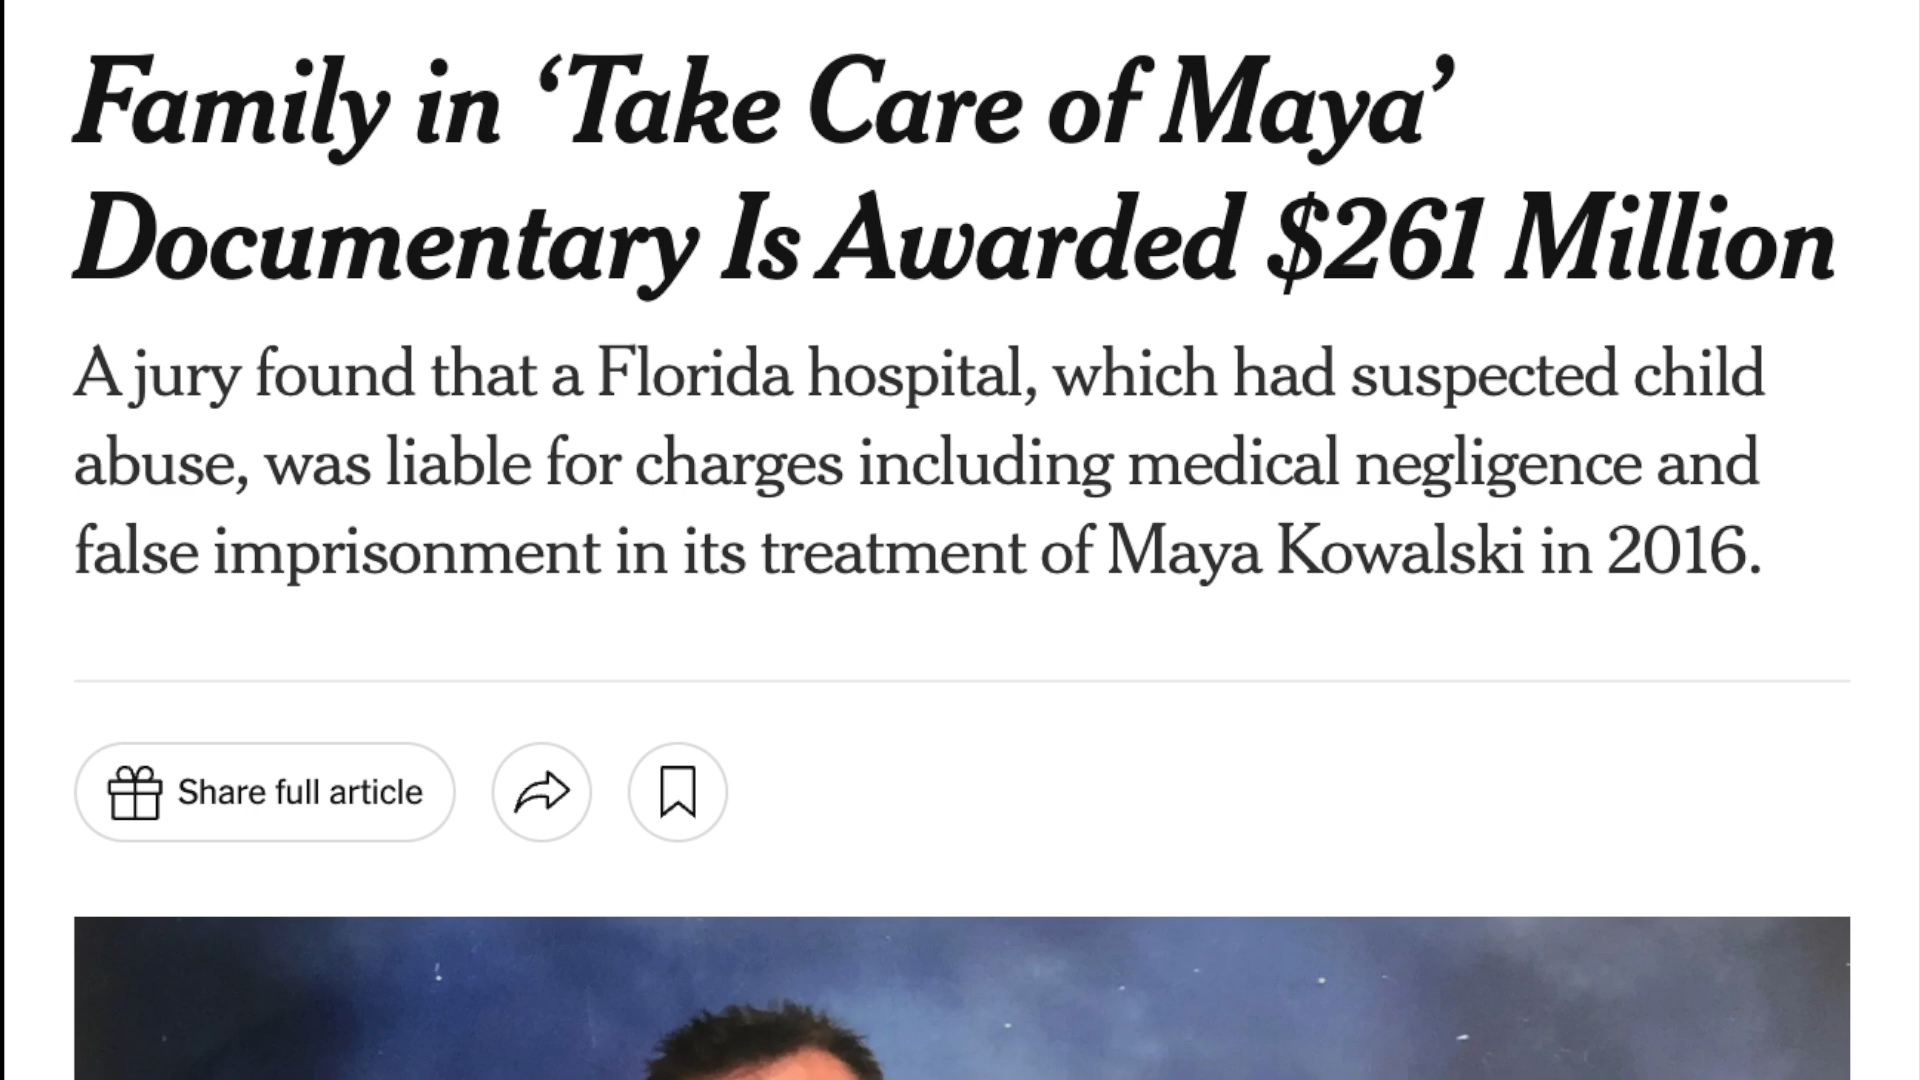 Family in ‘Take Care of Maya’
Documentary Is Awarded $261 Million
A jury found that a Florida hospital, which had suspected child
abuse, was liable for charges including medical negligence and
false imprisonment in its treatment of Maya Kowalski in 2016.
Share full article